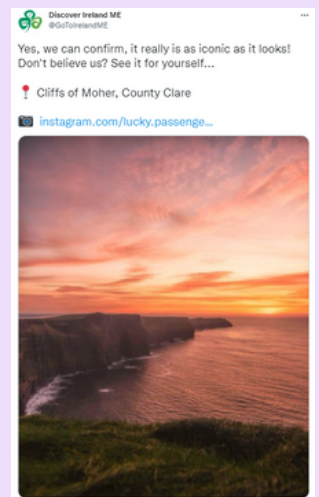 Discover Ireland ME
@GoToIrelandME
Yes, we can confirm, it really is as iconic as it looks!
Don't believe us? See it for yourself...
Cliffs of Moher, County Clare
instagram.com/lucky.passenge...